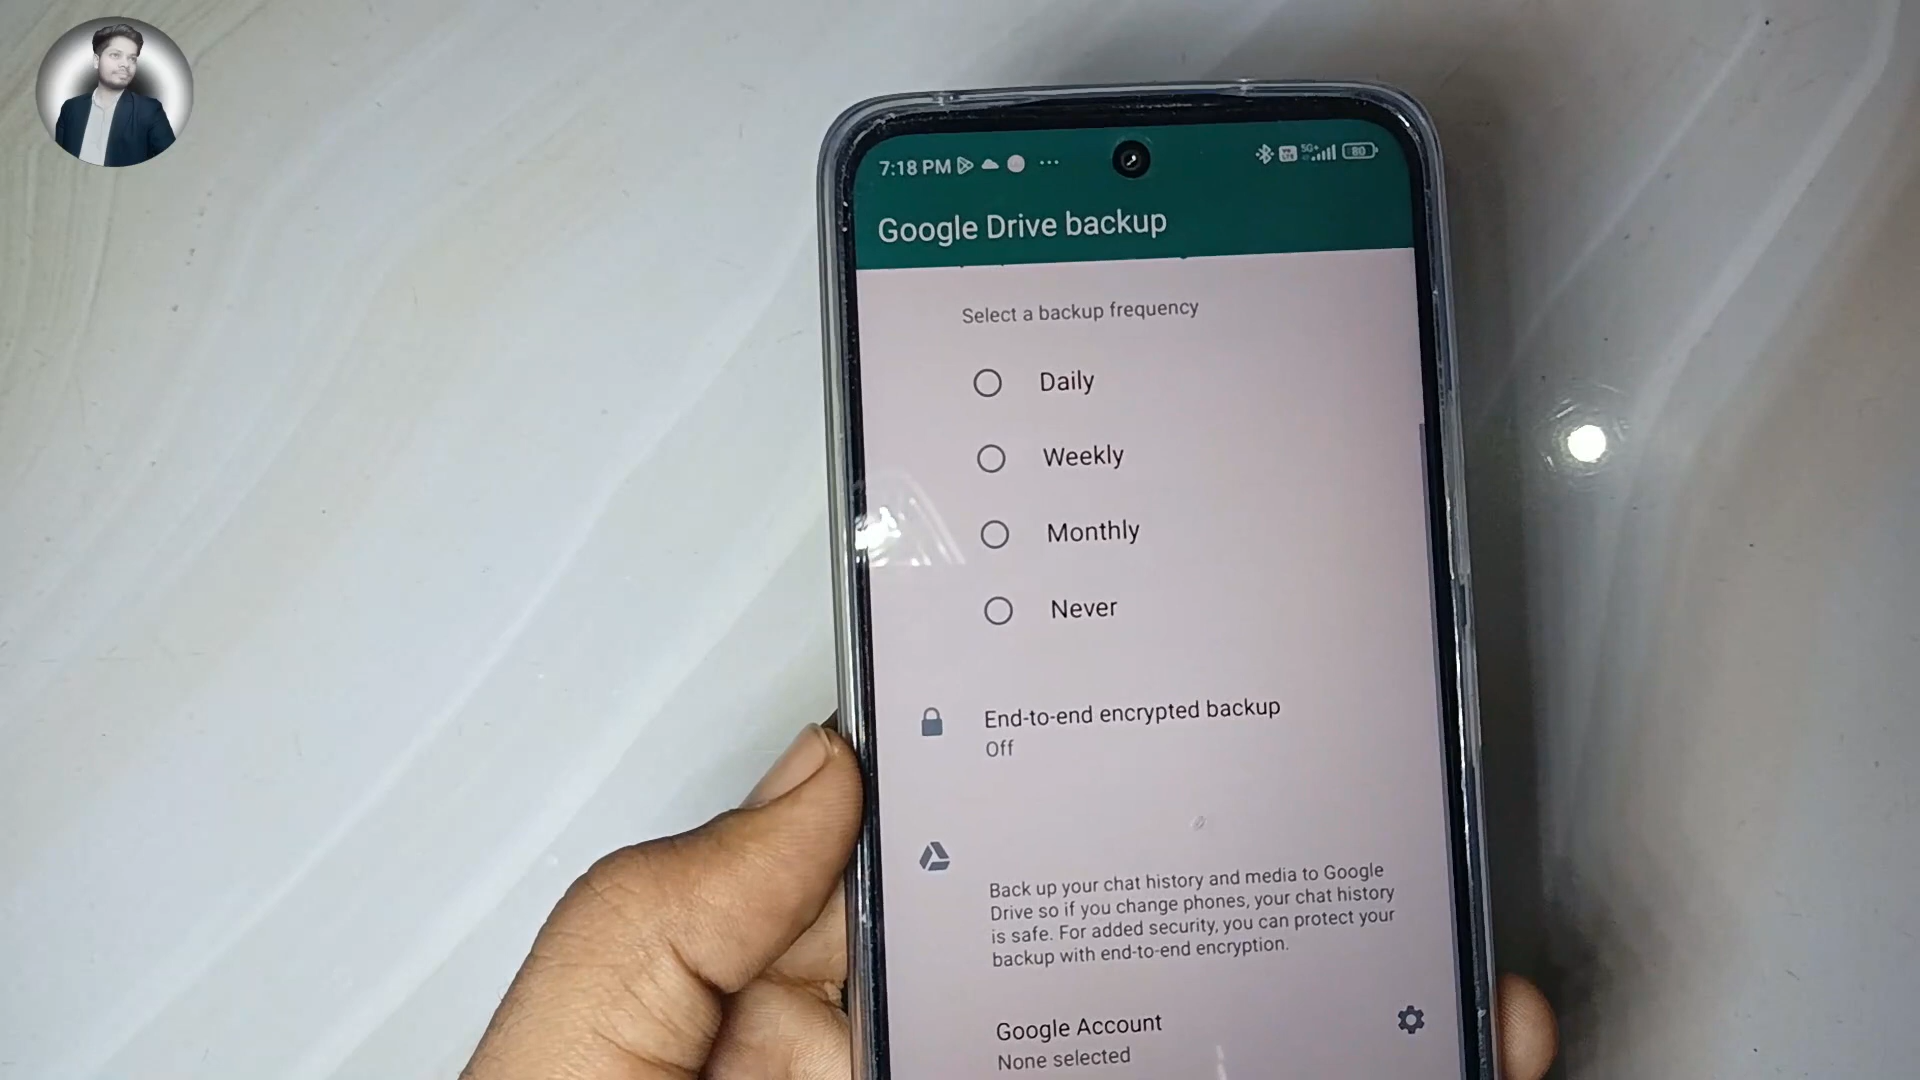 7:18 PM
5G+
80
Google Drive backup
Select a backup frequency
Daily
Weekly
Monthly
Never
End-to-end encrypted backup
Off
Back up your chat history and media to Google
Drive so if you change phones, your chat history
is safe. For added security, you can protect your
backup with end-to-end encryption.
Google Account
None selected